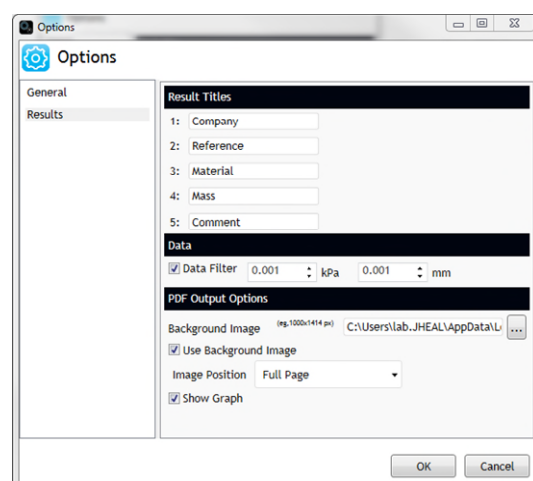 Options
Options
General
Results
Result Titles
1: Company
2: Reference
3: Material
4: Mass
5: Comment
Data
Data Filter 0.001 kPa 0.001 mm
PDF Output Options
Background Image (eg,1000x1414 px) C:\Users\lab.JHEAL\AppData\L ...
Use Background Image
Image Position Full Page
Show Graph
OK Cancel